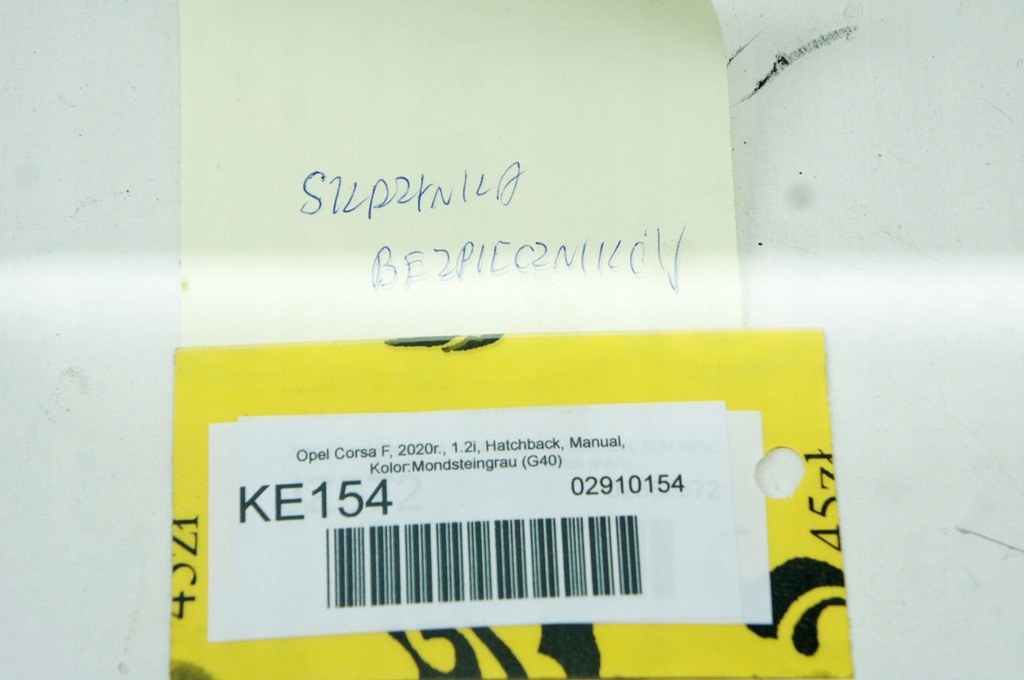 SKRZYNKA
BEZPIECZNIKÓW
Opel Corsa F, 2020r., 1.2i, Hatchback, Manual,
Kolor:Mondsteingrau (G40)
KE154
02910154
45zł
45zł